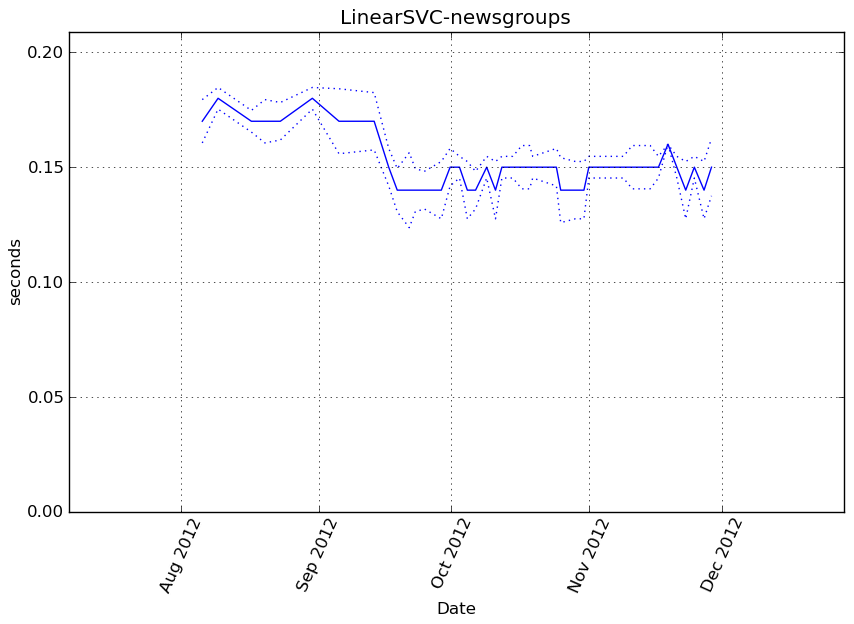 LinearSVC-newsgroups
0.20
0.15
0.10
0.05
0.00
seconds
Aug 2012
Sep 2012
Oct 2012
Nov 2012
Dec 2012
Date